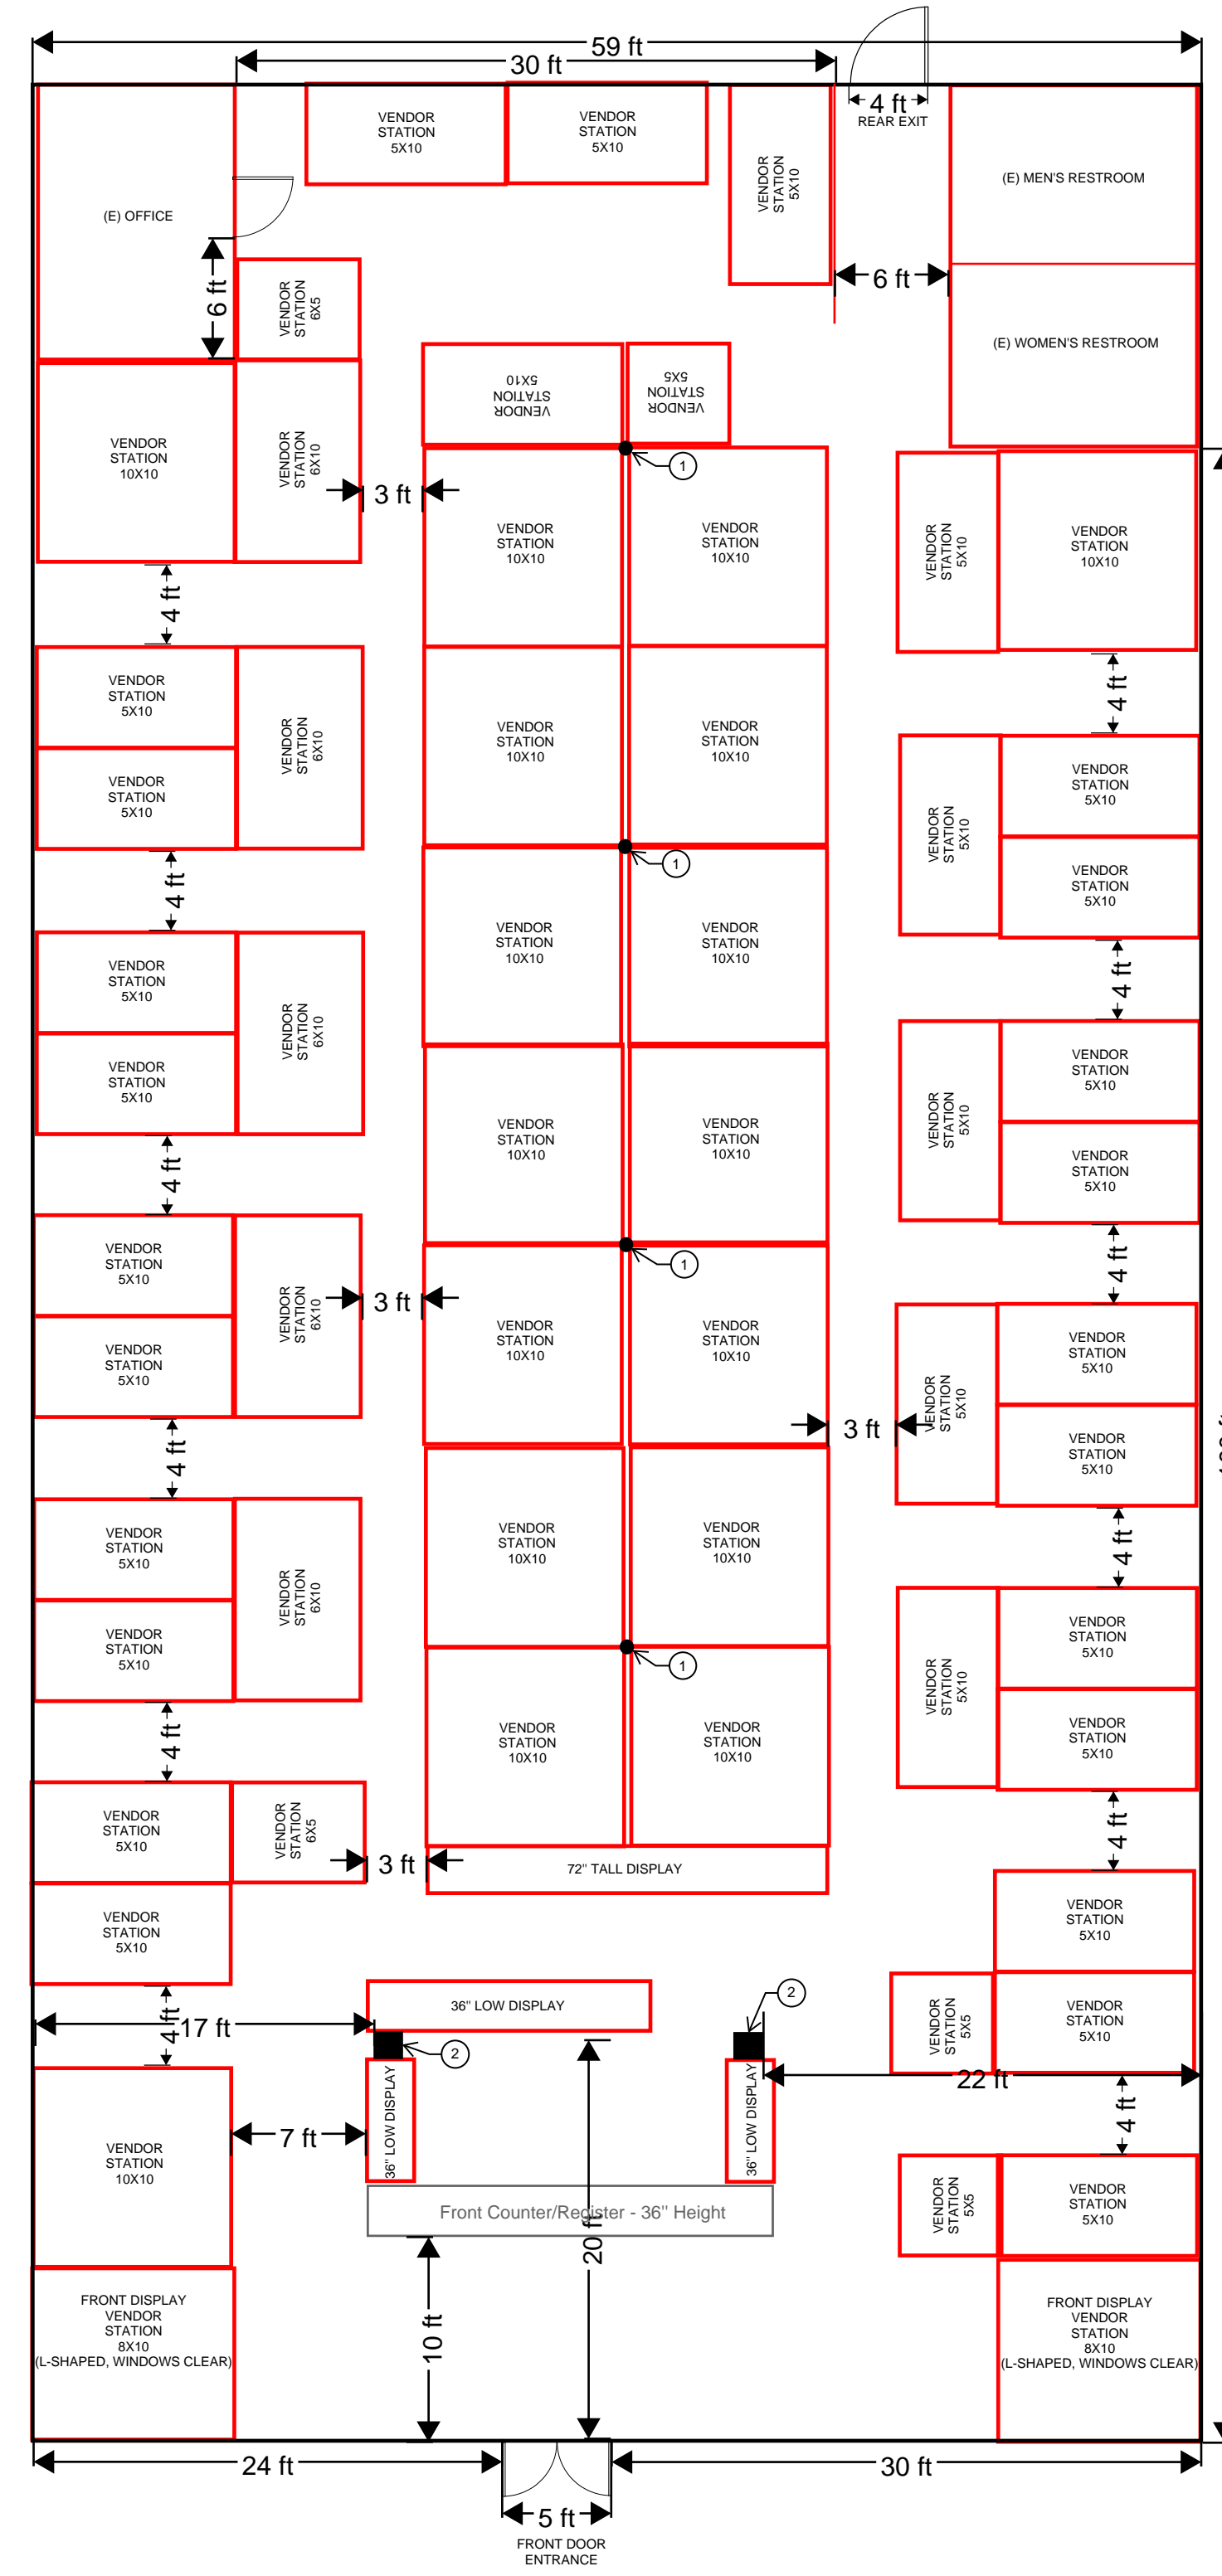 59 ft
30 ft
4 ft
REAR EXIT
VENDOR
STATION
5X10
VENDOR
STATION
5X10
VENDOR
STATION
5X10
(E) OFFICE
(E) MEN'S RESTROOM
6 ft
6 ft
VENDOR
STATION
6X5
(E) WOMEN'S RESTROOM
VENDOR
STATION
5X10
VENDOR
STATION
5X5
VENDOR
STATION
10X10
VENDOR
STATION
6X10
3 ft
1
VENDOR
STATION
10X10
VENDOR
STATION
10X10
VENDOR
STATION
5X10
VENDOR
STATION
10X10
4 ft
4 ft
VENDOR
STATION
5X10
VENDOR
STATION
6X10
VENDOR
STATION
10X10
VENDOR
STATION
10X10
VENDOR
STATION
5X10
VENDOR
STATION
5X10
VENDOR
STATION
5X10
VENDOR
STATION
5X10
1
4 ft
4 ft
VENDOR
STATION
5X10
VENDOR
STATION
6X10
VENDOR
STATION
10X10
VENDOR
STATION
10X10
VENDOR
STATION
5X10
VENDOR
STATION
5X10
VENDOR
STATION
5X10
VENDOR
STATION
10X10
VENDOR
STATION
10X10
VENDOR
STATION
5X10
4 ft
4 ft
1
VENDOR
STATION
5X10
VENDOR
STATION
6X10
3 ft
VENDOR
STATION
10X10
VENDOR
STATION
10X10
VENDOR
STATION
5X10
VENDOR
STATION
5X10
VENDOR
STATION
5X10
3 ft
VENDOR
STATION
5X10
4 ft
4 ft
VENDOR
STATION
5X10
VENDOR
STATION
6X10
VENDOR
STATION
10X10
VENDOR
STATION
10X10
VENDOR
STATION
5X10
VENDOR
STATION
5X10
VENDOR
STATION
5X10
1
VENDOR
STATION
5X10
4 ft
VENDOR
STATION
10X10
VENDOR
STATION
10X10
4 ft
VENDOR
STATION
5X10
VENDOR
STATION
6X5
3 ft
72" TALL DISPLAY
VENDOR
STATION
5X10
VENDOR
STATION
5X10
4 ft
17 ft
36" LOW DISPLAY
2
2
VENDOR
STATION
5X5
VENDOR
STATION
5X10
22 ft
4 ft
VENDOR
STATION
10X10
7 ft
36" LOW DISPLAY
36" LOW DISPLAY
Front Counter/Register - 36" Height
20 ft
VENDOR
STATION
5X5
VENDOR
STATION
5X10
10 ft
FRONT DISPLAY
VENDOR
STATION
8X10
(L-SHAPED, WINDOWS CLEAR)
FRONT DISPLAY
VENDOR
STATION
8X10
(L-SHAPED, WINDOWS CLEAR)
24 ft
30 ft
5 ft
FRONT DOOR
ENTRANCE